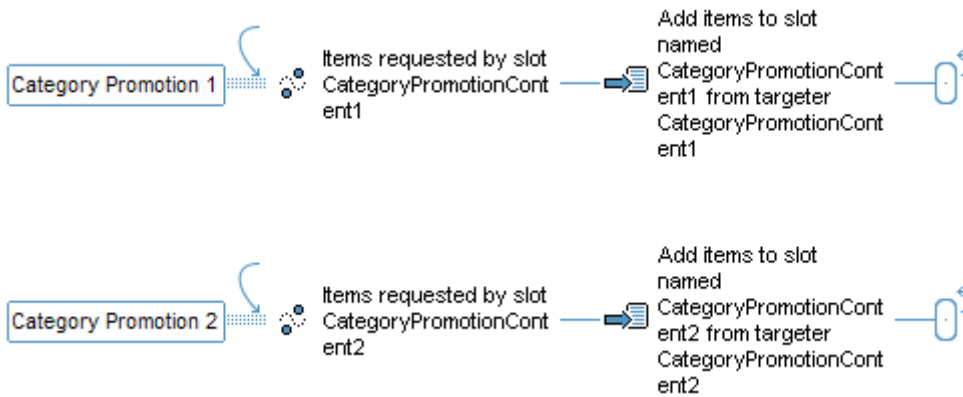 Category Promotion 1
Items requested by slot
CategoryPromotionCont
ent1
Add items to slot
named
CategoryPromotionCont
ent1 from targeter
CategoryPromotionCont
ent1
Category Promotion 2
Items requested by slot
CategoryPromotionCont
ent2
Add items to slot
named
CategoryPromotionCont
ent2 from targeter
CategoryPromotionCont
ent2